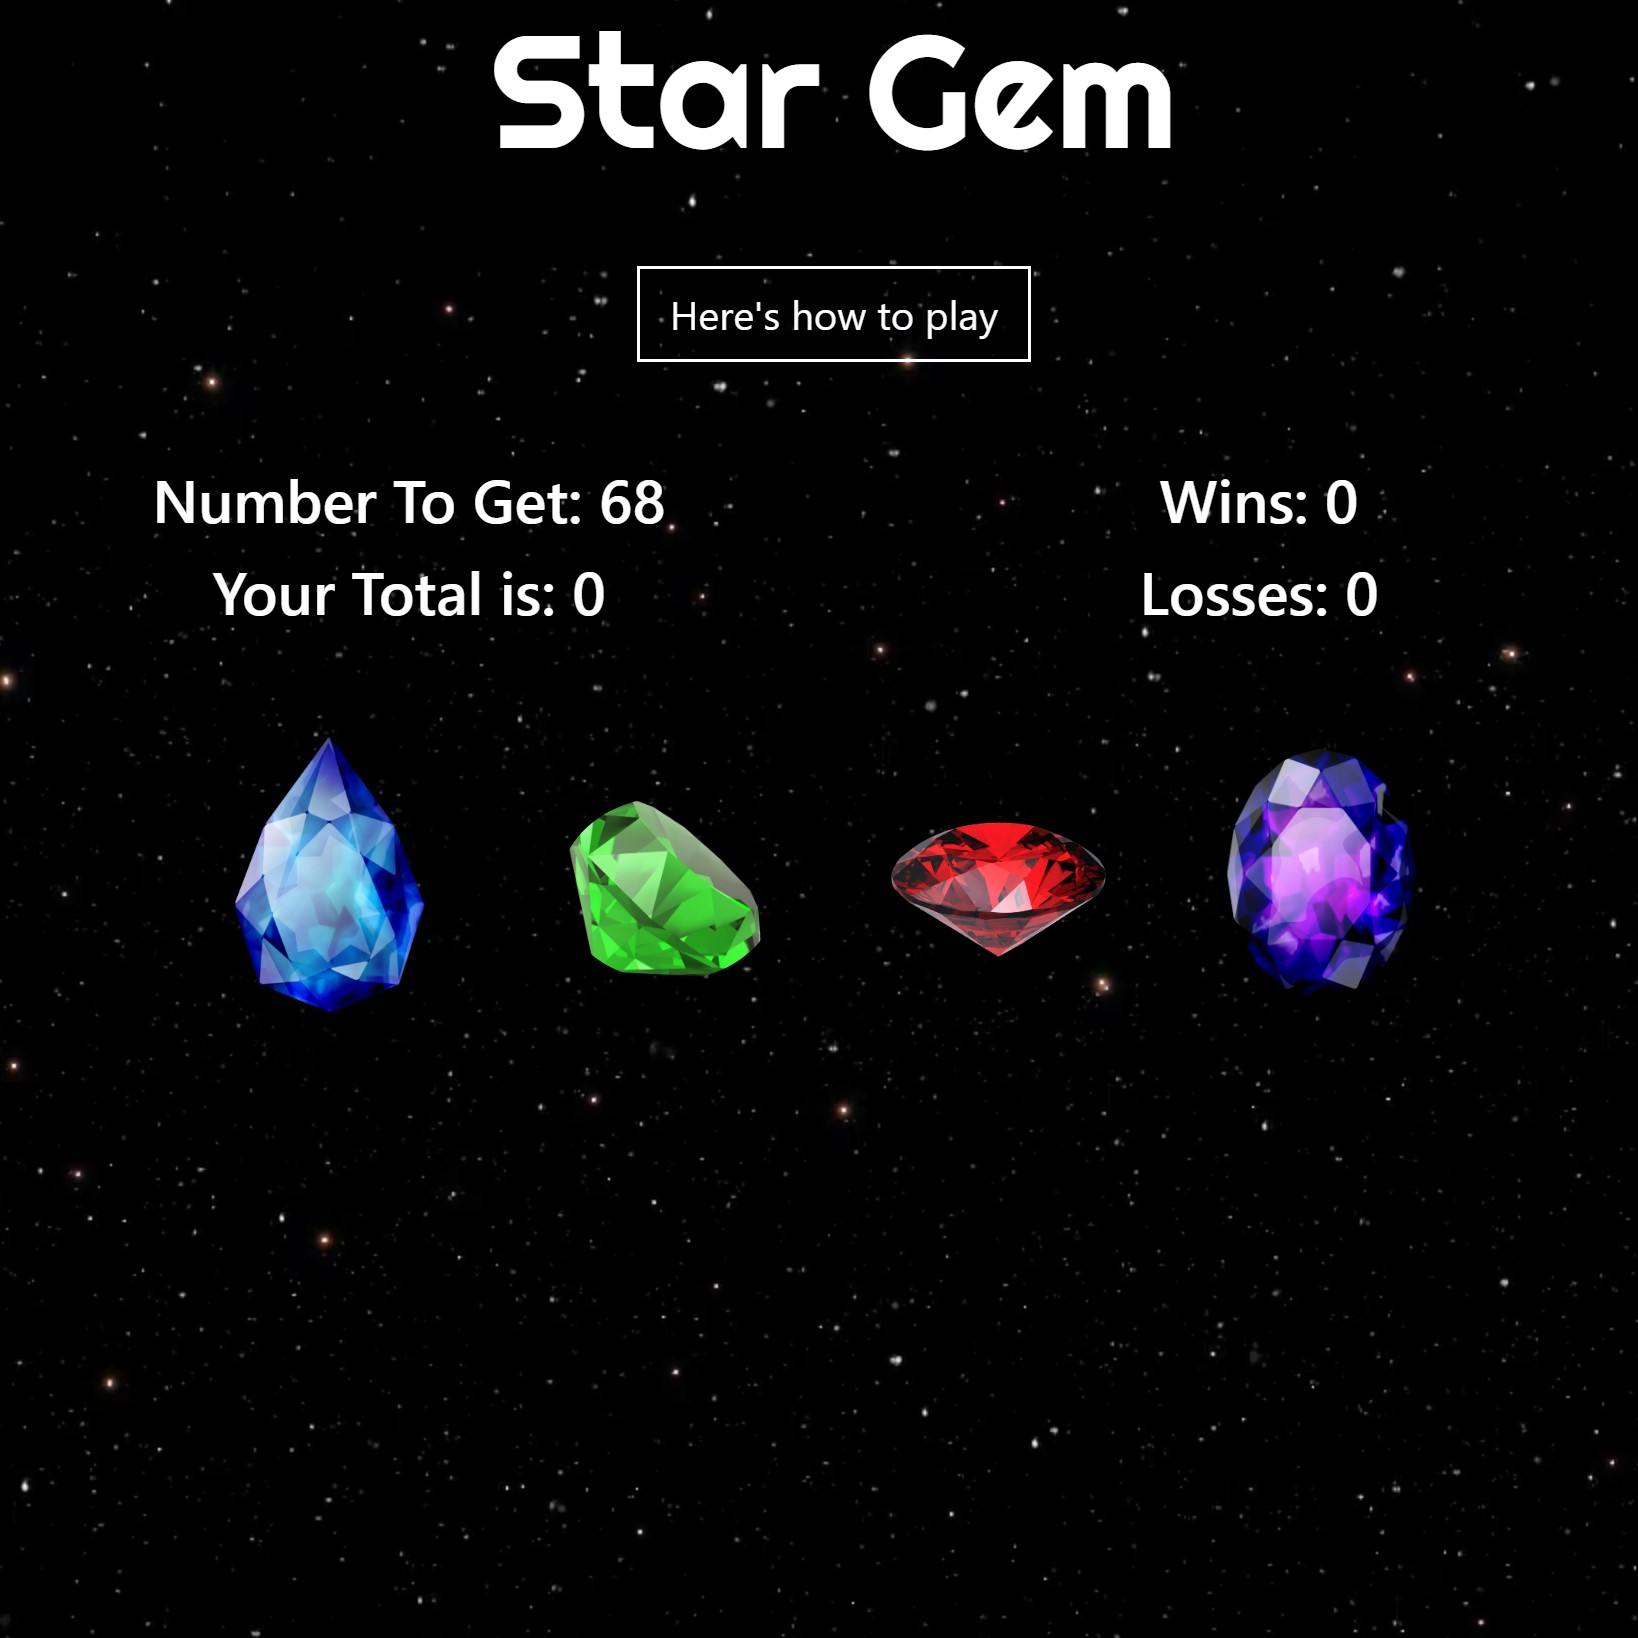 Star Gem
Here's how to play
Number To Get: 68
Your Total is: 0
Wins: 0
Losses: 0